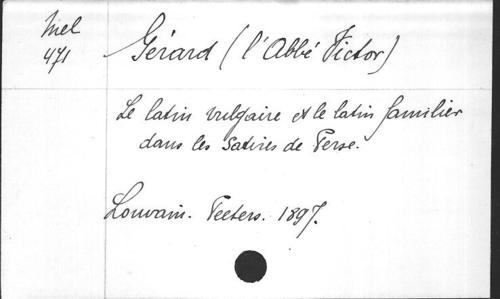 Mel
471
Gérard (l'Abbé Victor)
Le latin vulgaire et le latin familier
dans les Satires de Perse.
Louvain. Peeters. 1897.